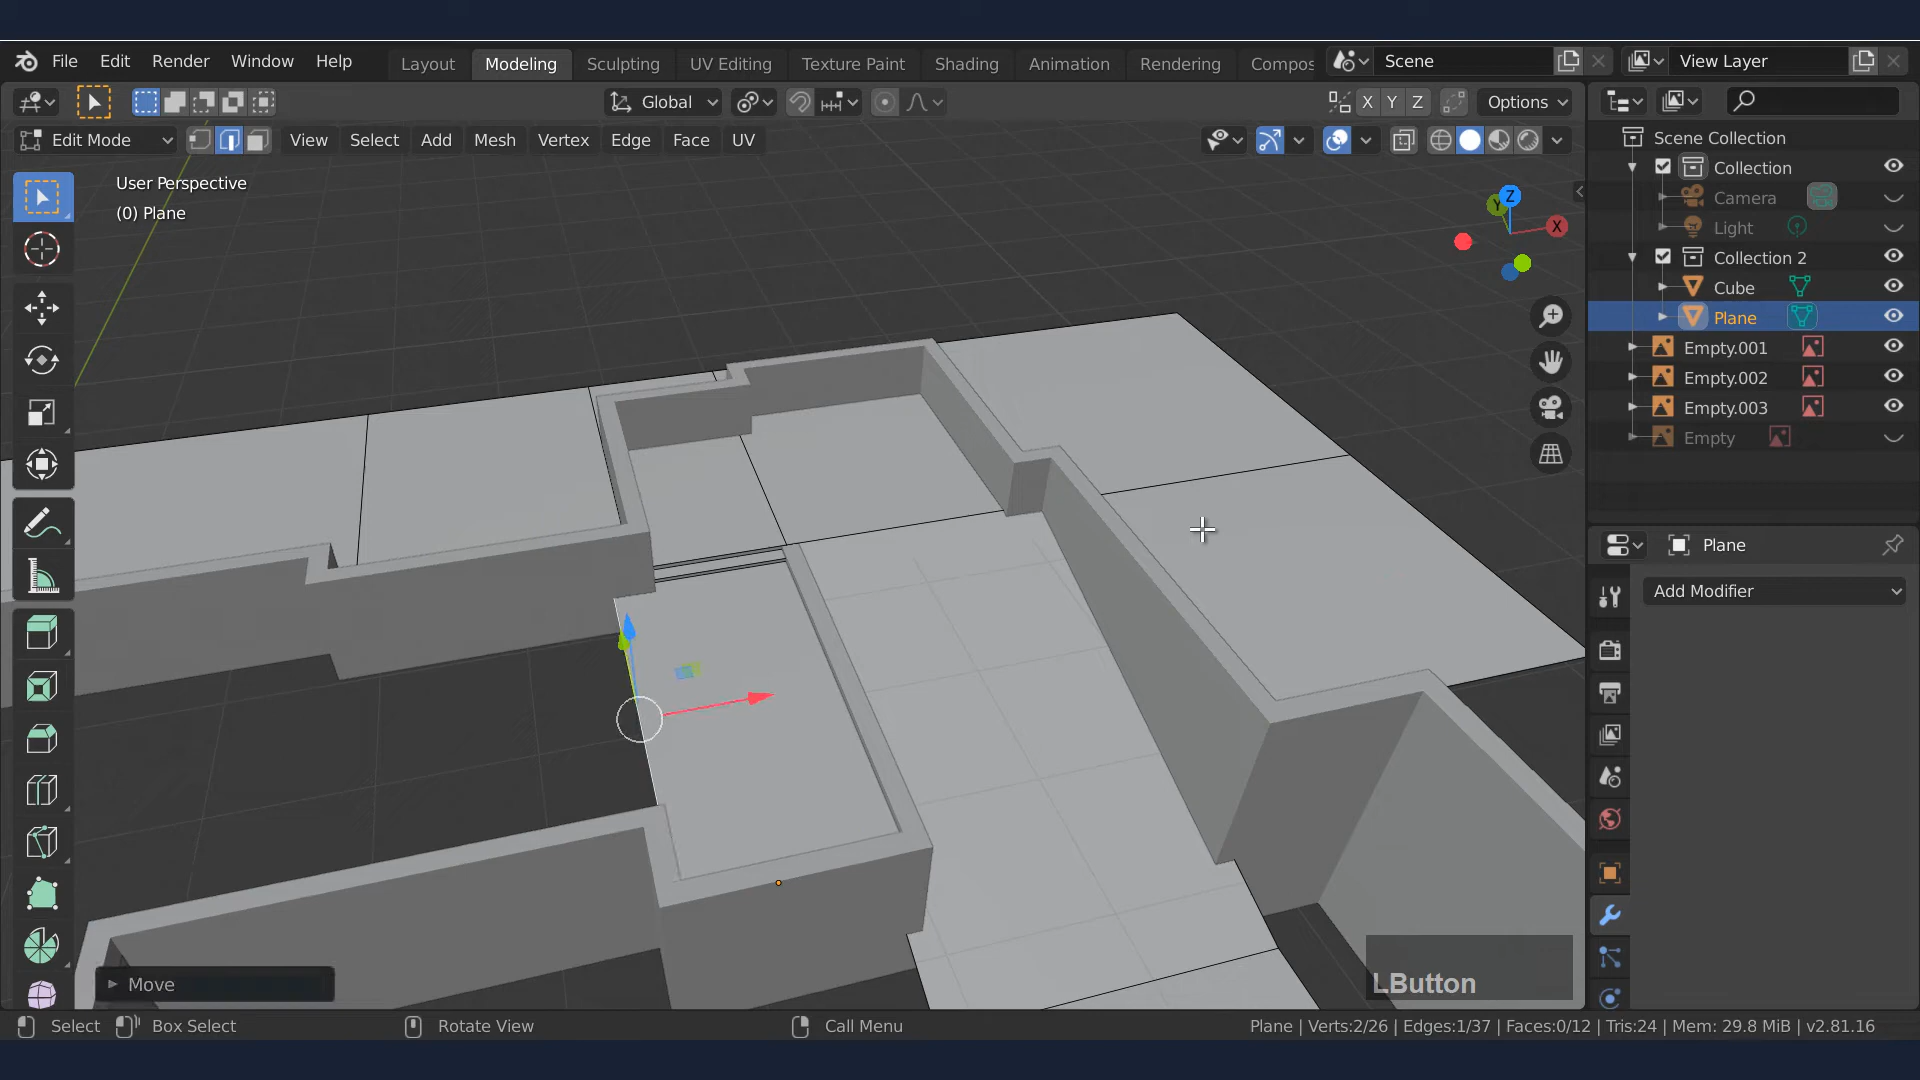 File Edit Render Window Help Layout Modeling Sculpting UV Editing Texture Paint Shading Animation Rendering Compos Scene View Layer
Global X Y Z Options
Edit Mode View Select Add Mesh Vertex Edge Face UV
User Perspective
(0) Plane
Z
Y
X
Scene Collection
Collection
Camera
Light
Collection 2
Cube
Plane
Empty.001
Empty.002
Empty.003
Empty
Plane
Add Modifier
Move
LButton
Select Box Select Rotate View Call Menu Plane | Verts:2/26 | Edges:1/37 | Faces:0/12 | Tris:24 | Mem: 29.8 MiB | v2.81.16